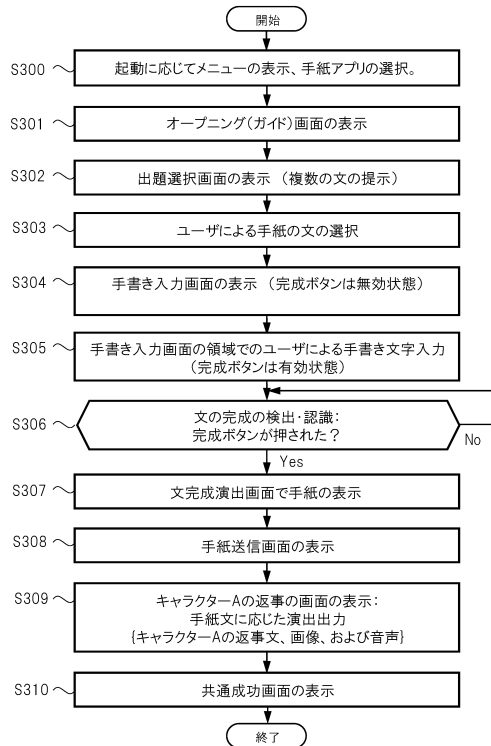 開始
S300
起動に応じてメニューの表示、手紙アプリの選択。
S301
オープニング(ガイド)画面の表示
S302
出題選択画面の表示 (複数の文の提示)
S303
ユーザによる手紙の文の選択
S304
手書き入力画面の表示 (完成ボタンは無効状態)
S305
手書き入力画面の領域でのユーザによる手書き文字入力
(完成ボタンは有効状態)
S306
文の完成の検出・認識:
完成ボタンが押された?
No
Yes
S307
文完成演出画面で手紙の表示
S308
手紙送信画面の表示
S309
キャラクターAの返事の画面の表示:
手紙文に応じた演出出力
{キャラクターAの返事文、画像、および音声}
S310
共通成功画面の表示
終了